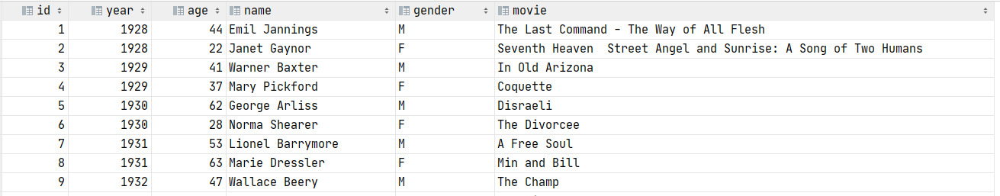 id year age name gender movie
1 1928 44 Emil Jannings M The Last Command - The Way of All Flesh
2 1928 22 Janet Gaynor F Seventh Heaven  Street Angel and Sunrise: A Song of Two Humans
3 1929 41 Warner Baxter M In Old Arizona
4 1929 37 Mary Pickford F Coquette
5 1930 62 George Arliss M Disraeli
6 1930 28 Norma Shearer F The Divorcee
7 1931 53 Lionel Barrymore M A Free Soul
8 1931 63 Marie Dressler F Min and Bill
9 1932 47 Wallace Beery M The Champ